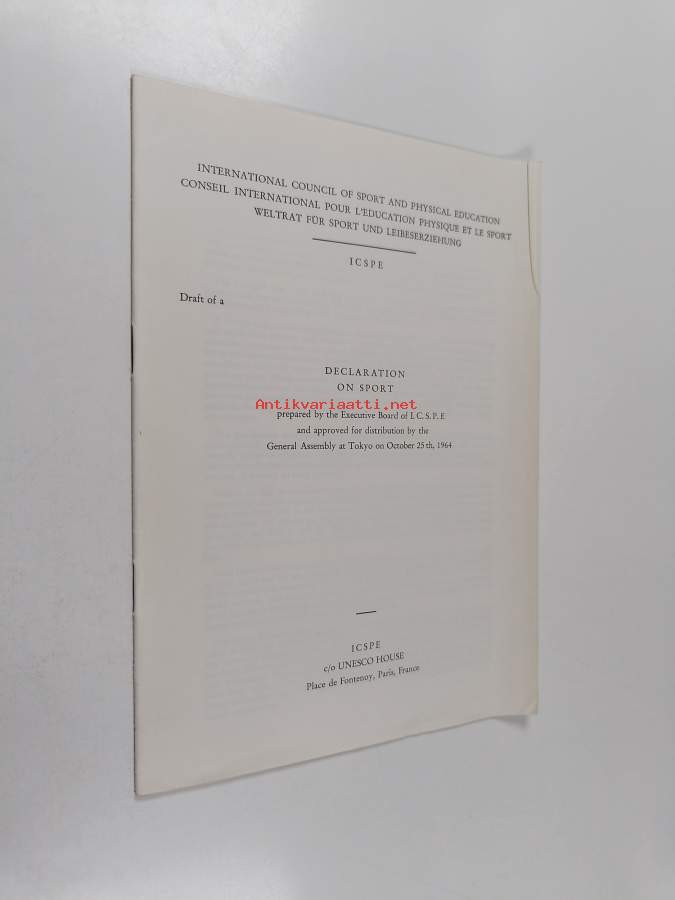 INTERNATIONAL COUNCIL OF SPORT AND PHYSICAL EDUCATION
CONSEIL INTERNATIONAL POUR L'EDUCATION PHYSIQUE ET LE SPORT
WELTRAT FÜR SPORT UND LEIBESERZIEHUNG
ICSPE
Draft of a
DECLARATION
ON SPORT
Antikvariaatti.net
prepared by the Executive Board of I. C. S. P. E
and approved for distribution by the
General Assembly at Tokyo on October 25th, 1964
ICSPE
c/o UNESCO HOUSE
Place de Fontenoy, Paris, France